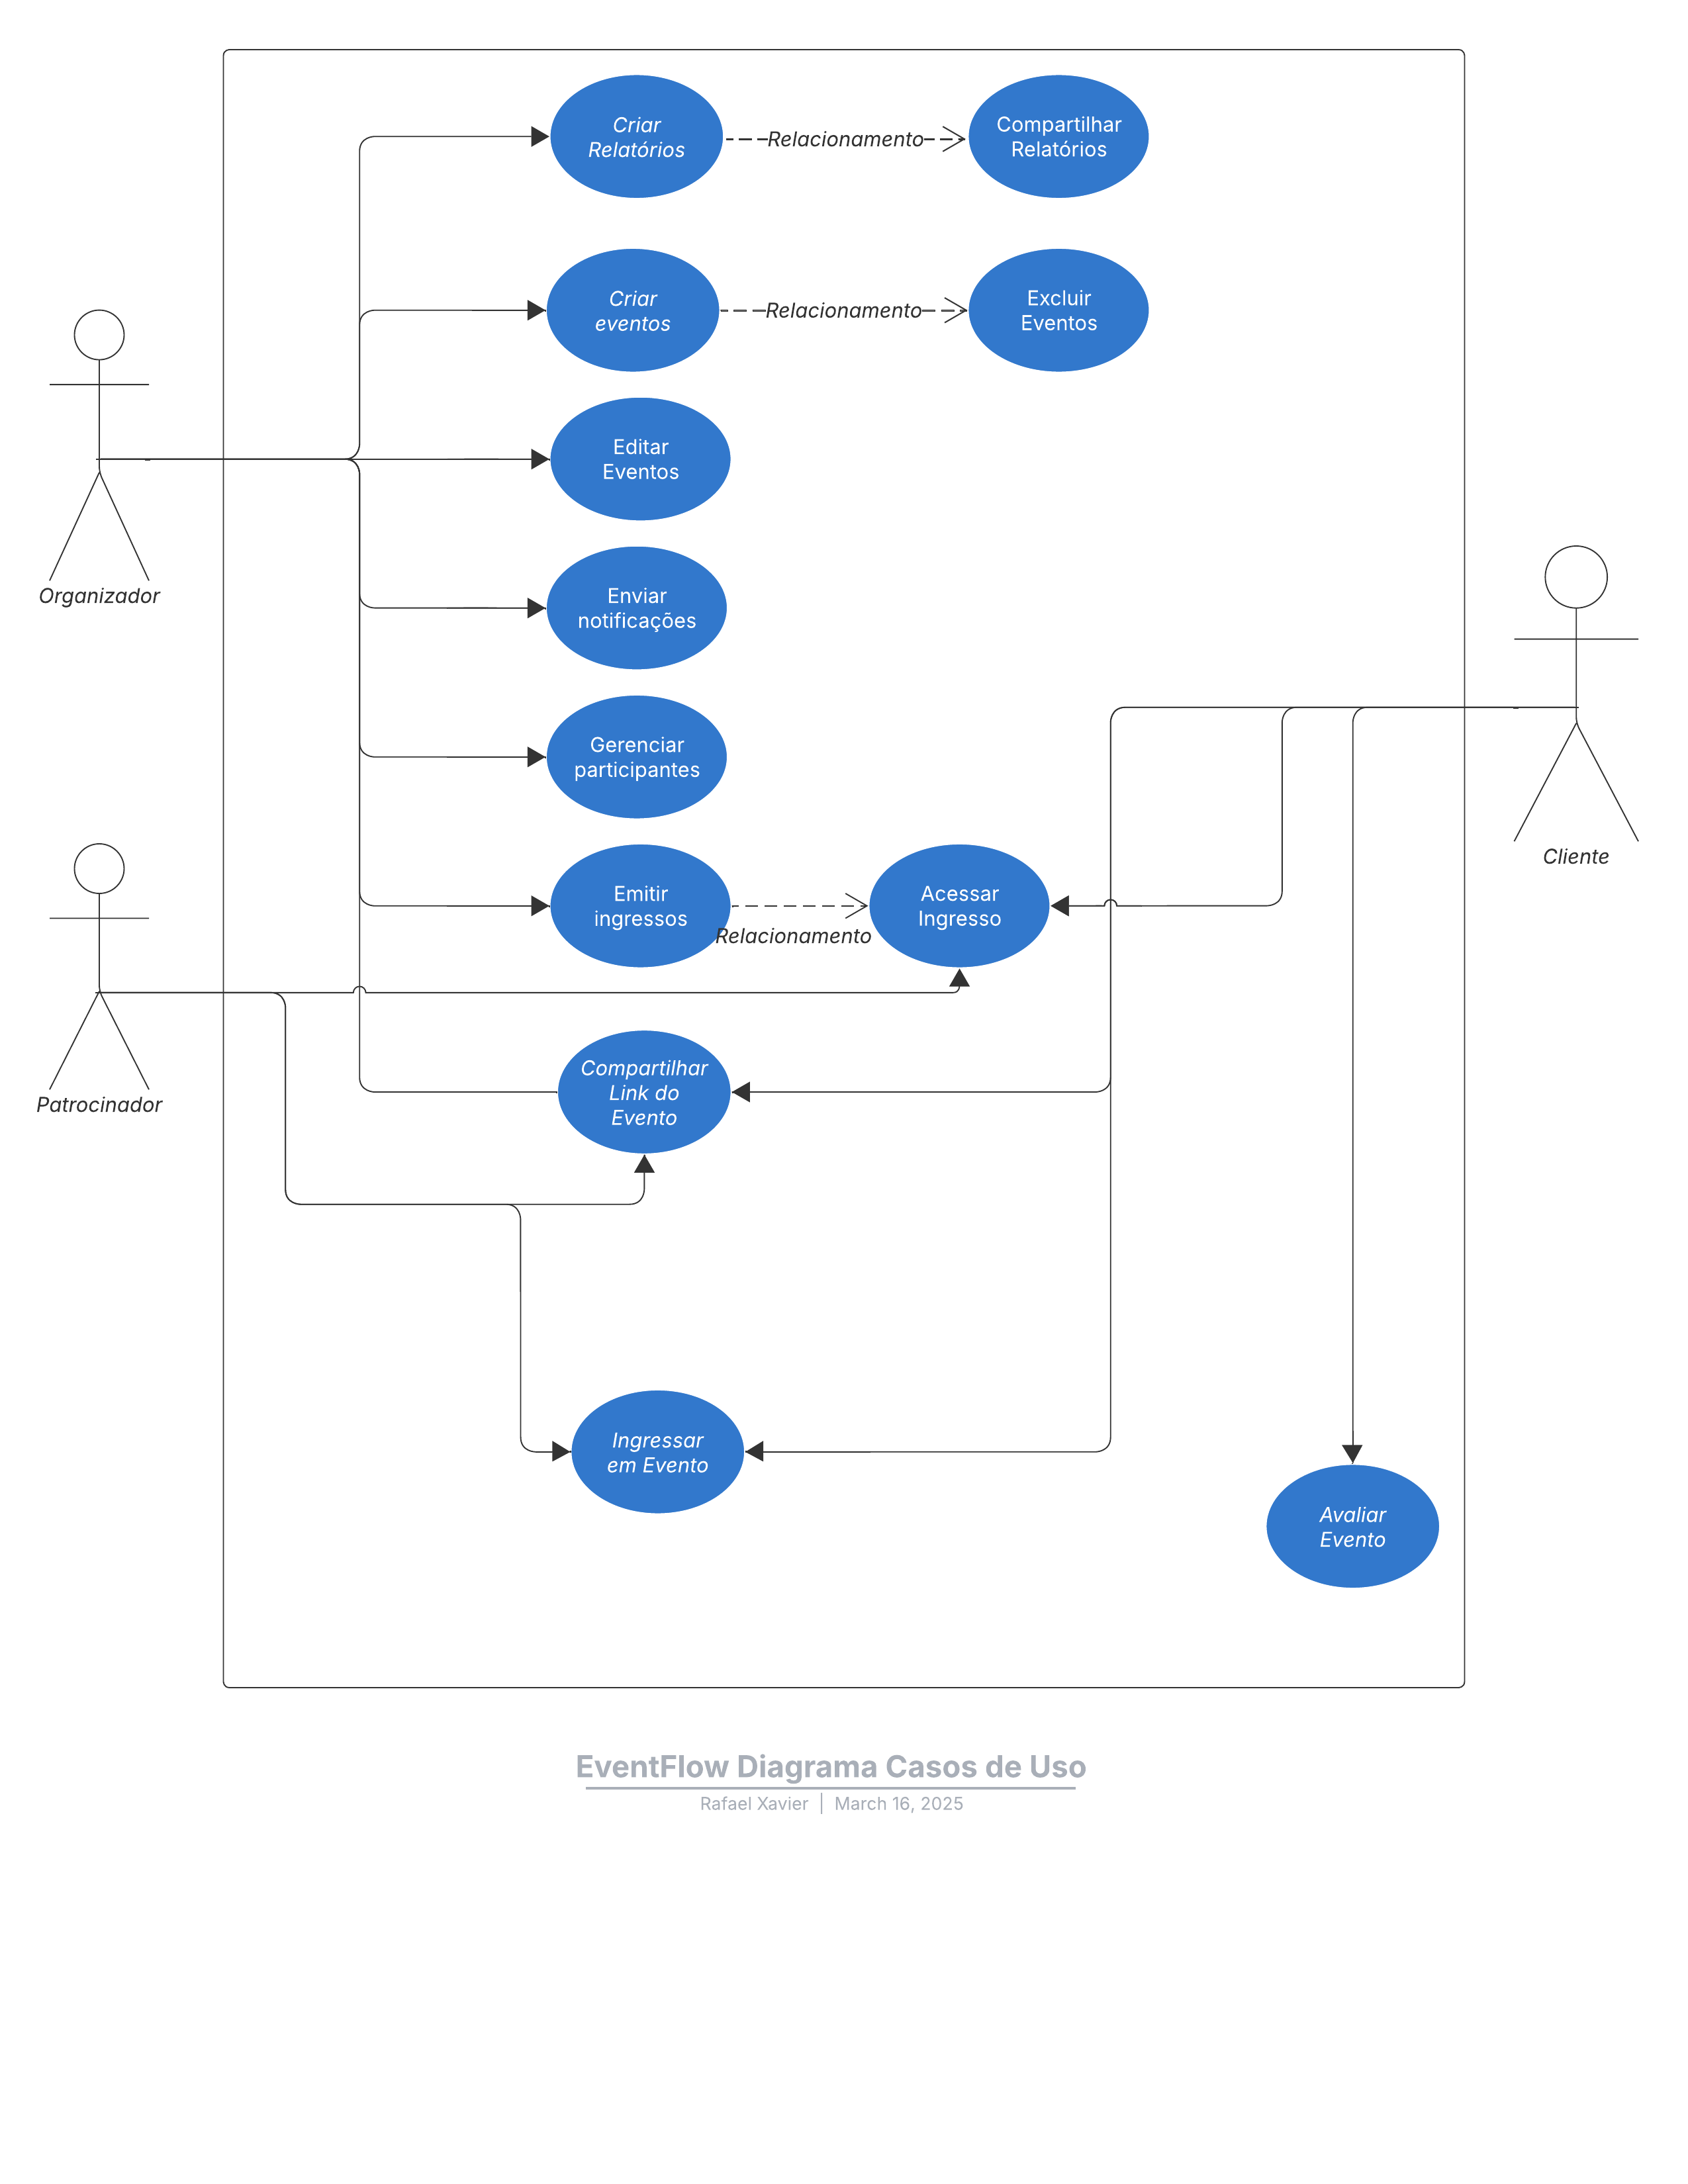 Criar
Relatórios
Relacionamento
Compartilhar
Relatórios
Criar
eventos
Relacionamento
Excluir
Eventos
Editar
Eventos
Organizador
Enviar
notificações
Gerenciar
participantes
Cliente
Emitir
ingressos
Relacionamento
Acessar
Ingresso
Patrocinador
Compartilhar
Link do
Evento
Ingressar
em Evento
Avaliar
Evento
EventFlow Diagrama Casos de Uso
Rafael Xavier | March 16, 2025